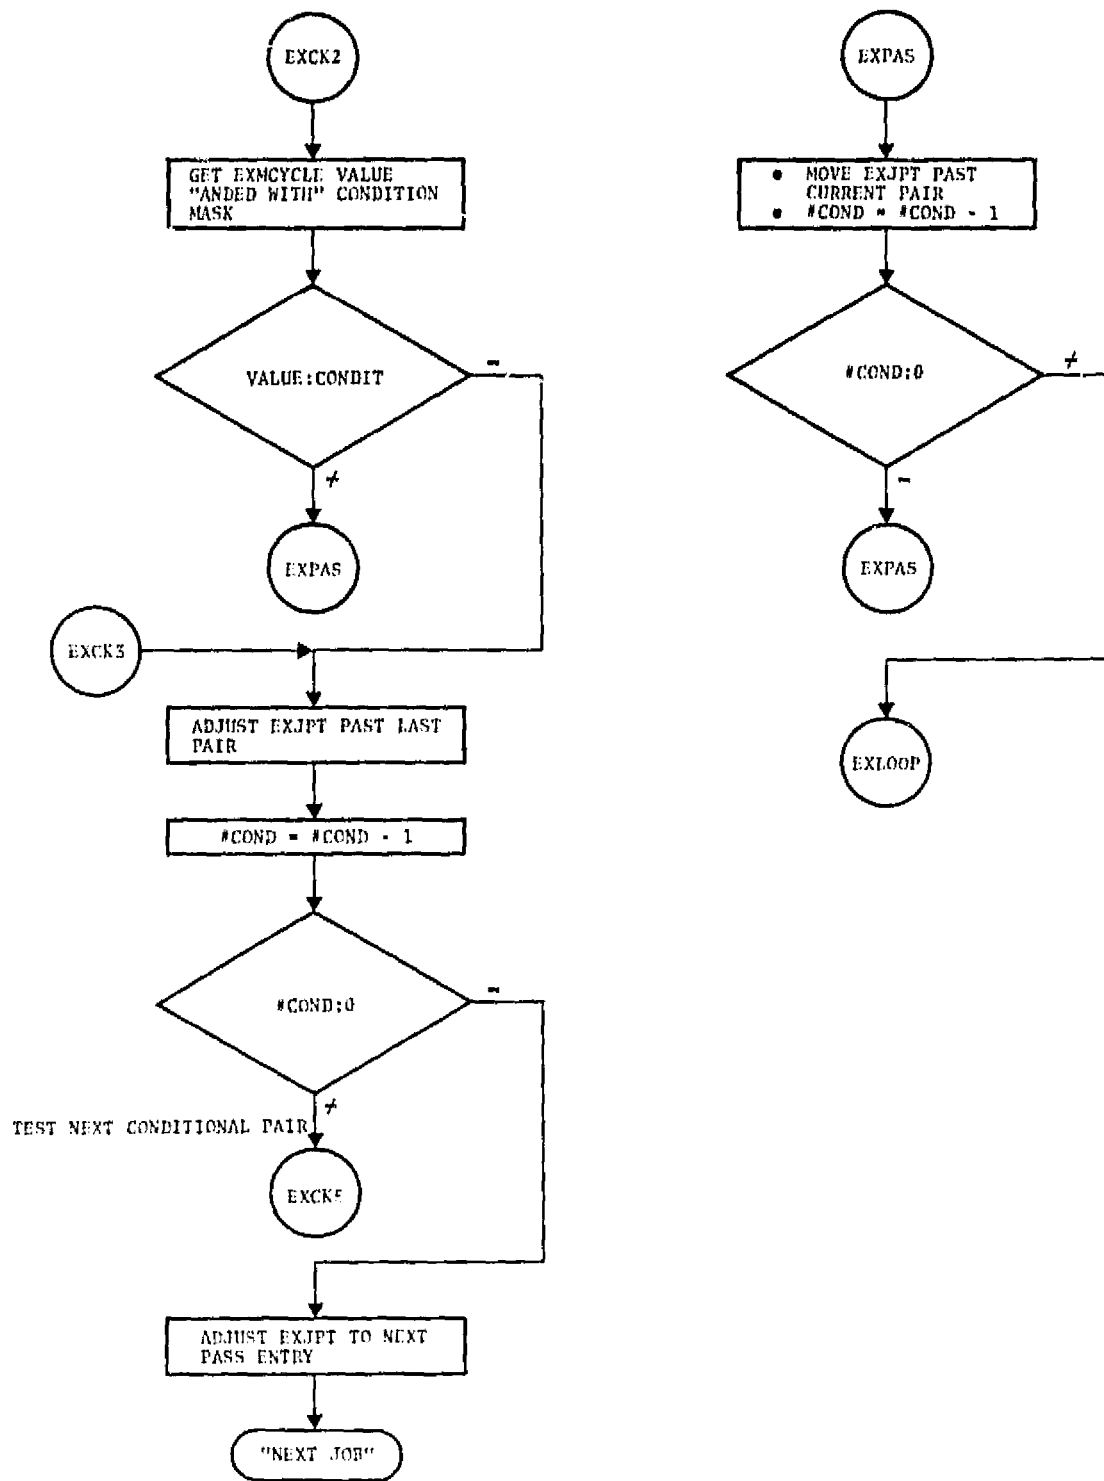 EXCK2
GET EXMCYCLE VALUE
"ANDED WITH" CONDITION
MASK
VALUE:CONDIT
=
≠
EXPAS
EXCK3
ADJUST EXJPT PAST LAST
PAIR
#COND = #COND - 1
#COND:0
=
≠
TEST NEXT CONDITIONAL PAIR
ADJUST EXJPT TO NEXT
PASS ENTRY
"NEXT JOB"
EXPAS
• MOVE EXJPT PAST
CURRENT PAIR
• #COND = #COND - 1
#COND:0
≠
=
EXPAS
EXLOOP